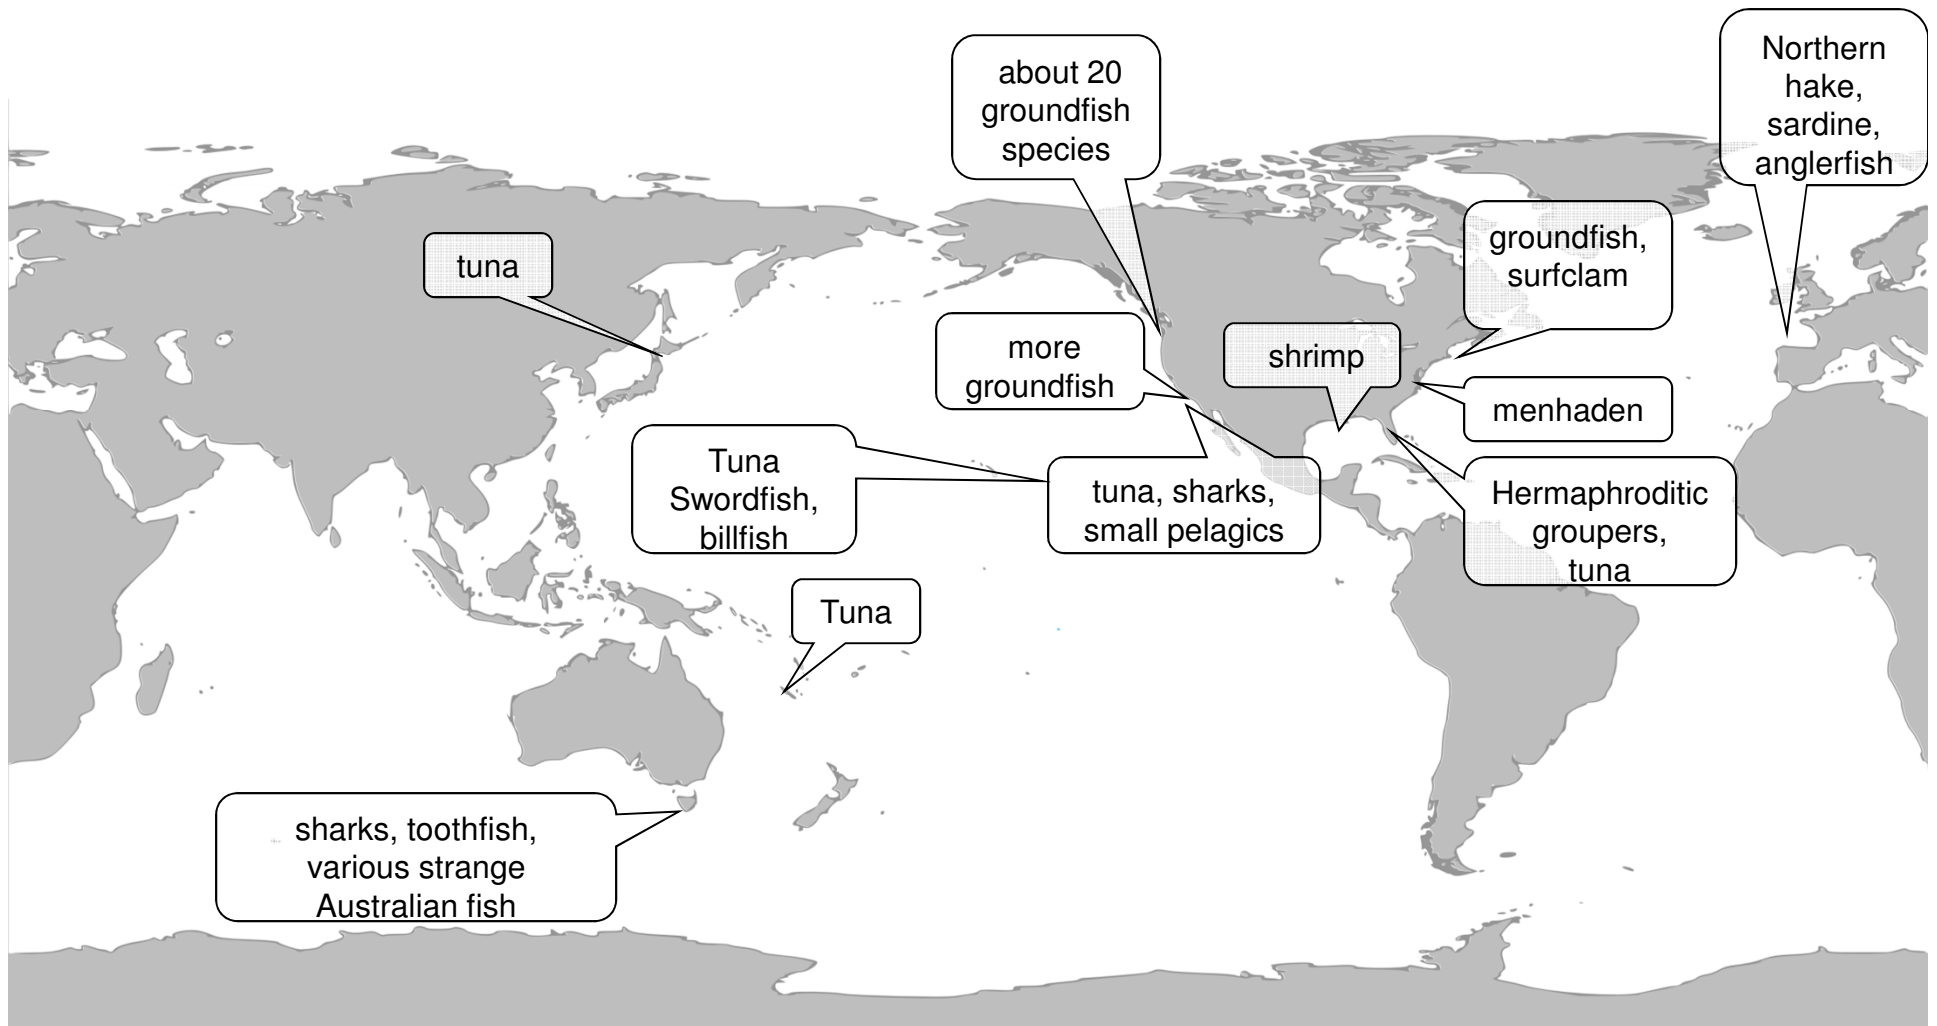 about 20
groundfish
species
Northern
hake,
sardine,
anglerfish
tuna
groundfish,
surfclam
more
groundfish
shrimp
menhaden
Tuna
Swordfish,
billfish
tuna, sharks,
small pelagics
Hermaphroditic
groupers,
tuna
Tuna
sharks, toothfish,
various strange
Australian fish